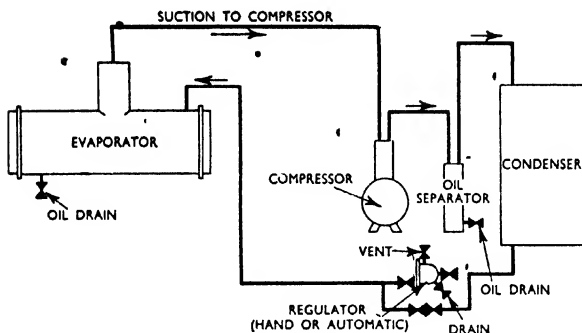 SUCTION TO COMPRESSOR
EVAPORATOR
OIL DRAIN
COMPRESSOR
OIL
SEPARATOR
CONDENSER
OIL DRAIN
VENT
REGULATOR
(HAND OR AUTOMATIC)
DRAIN